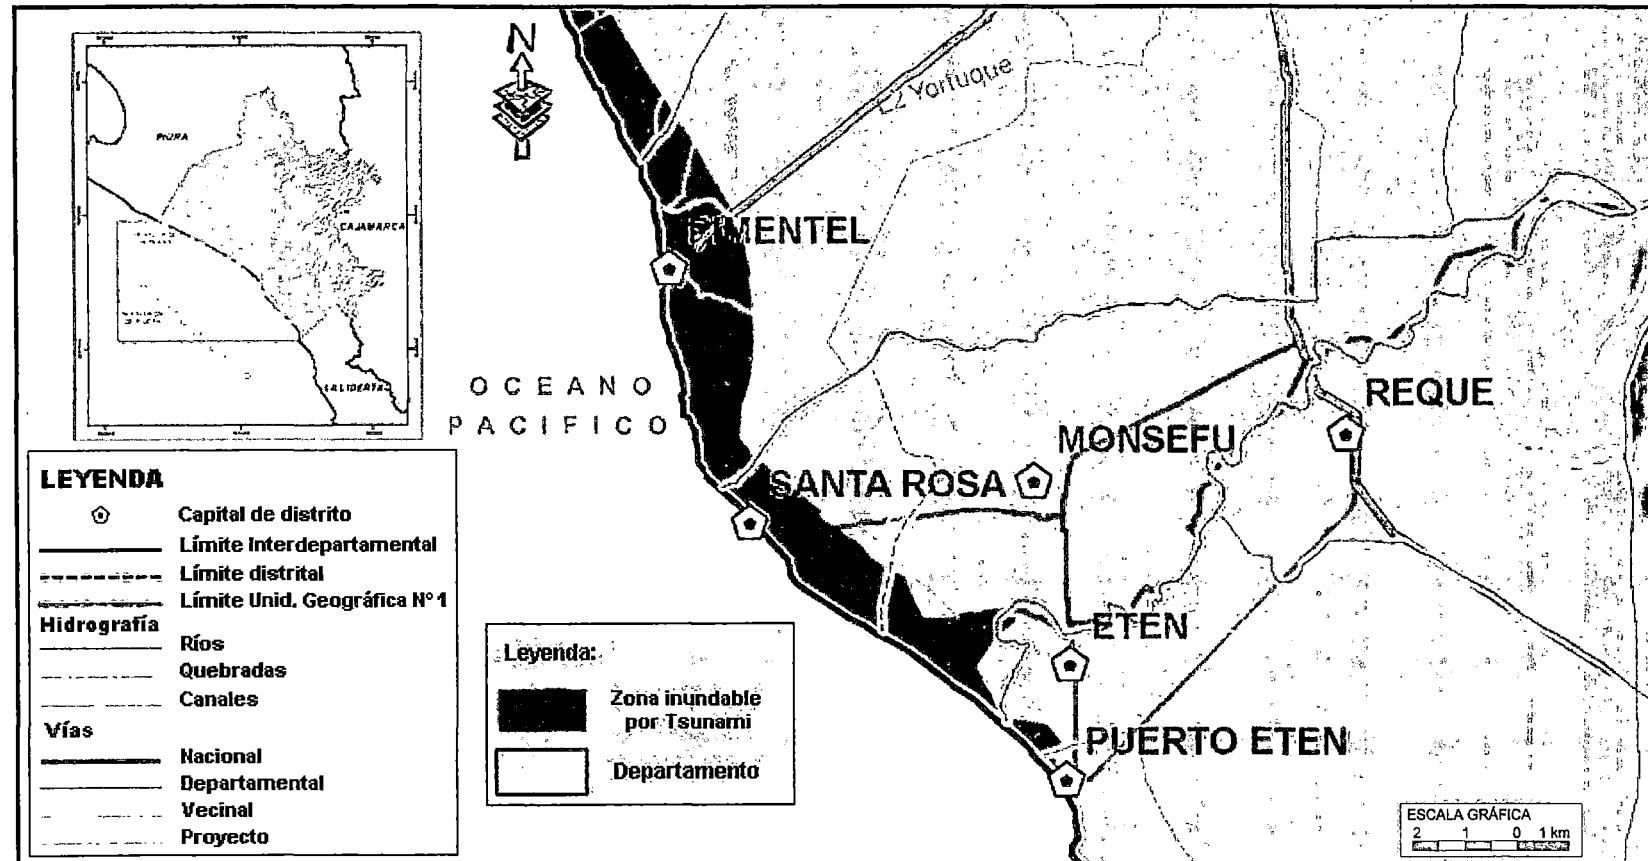 N
PIURA
CAJAMARCA
LA LIBERTAD
Yortuque
PIMENTEL
OCEANO
PACIFICO
REQUE
MONSEFU
SANTA ROSA
ETEN
PUERTO ETEN
LEYENDA
Capital de distrito
Límite Interdepartamental
Límite distrital
Límite Unid. Geográfica N° 1
Hidrografía
Ríos
Quebradas
Canales
Vías
Nacional
Departamental
Vecinal
Proyecto
Leyenda:
Zona inundable
por Tsunami
Departamento
ESCALA GRÁFICA
2 1 0 1 km